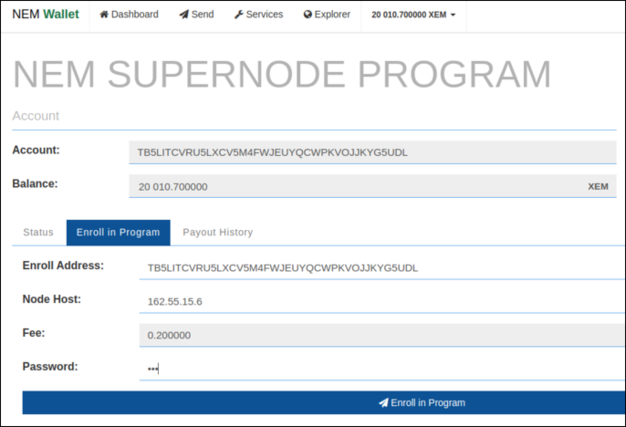 NEM Wallet Dashboard Send Services Explorer 20 010.700000 XEM
NEM SUPERNODE PROGRAM
Account
Account: TB5LITCVRU5LXCV5M4FWJEUYQCWPKVOJJKYG5UDL
Balance: 20 010.700000 XEM
Status Enroll in Program Payout History
Enroll Address: TB5LITCVRU5LXCV5M4FWJEUYQCWPKVOJJKYG5UDL
Node Host: 162.55.15.6
Fee: 0.200000
Password: •••
Enroll in Program